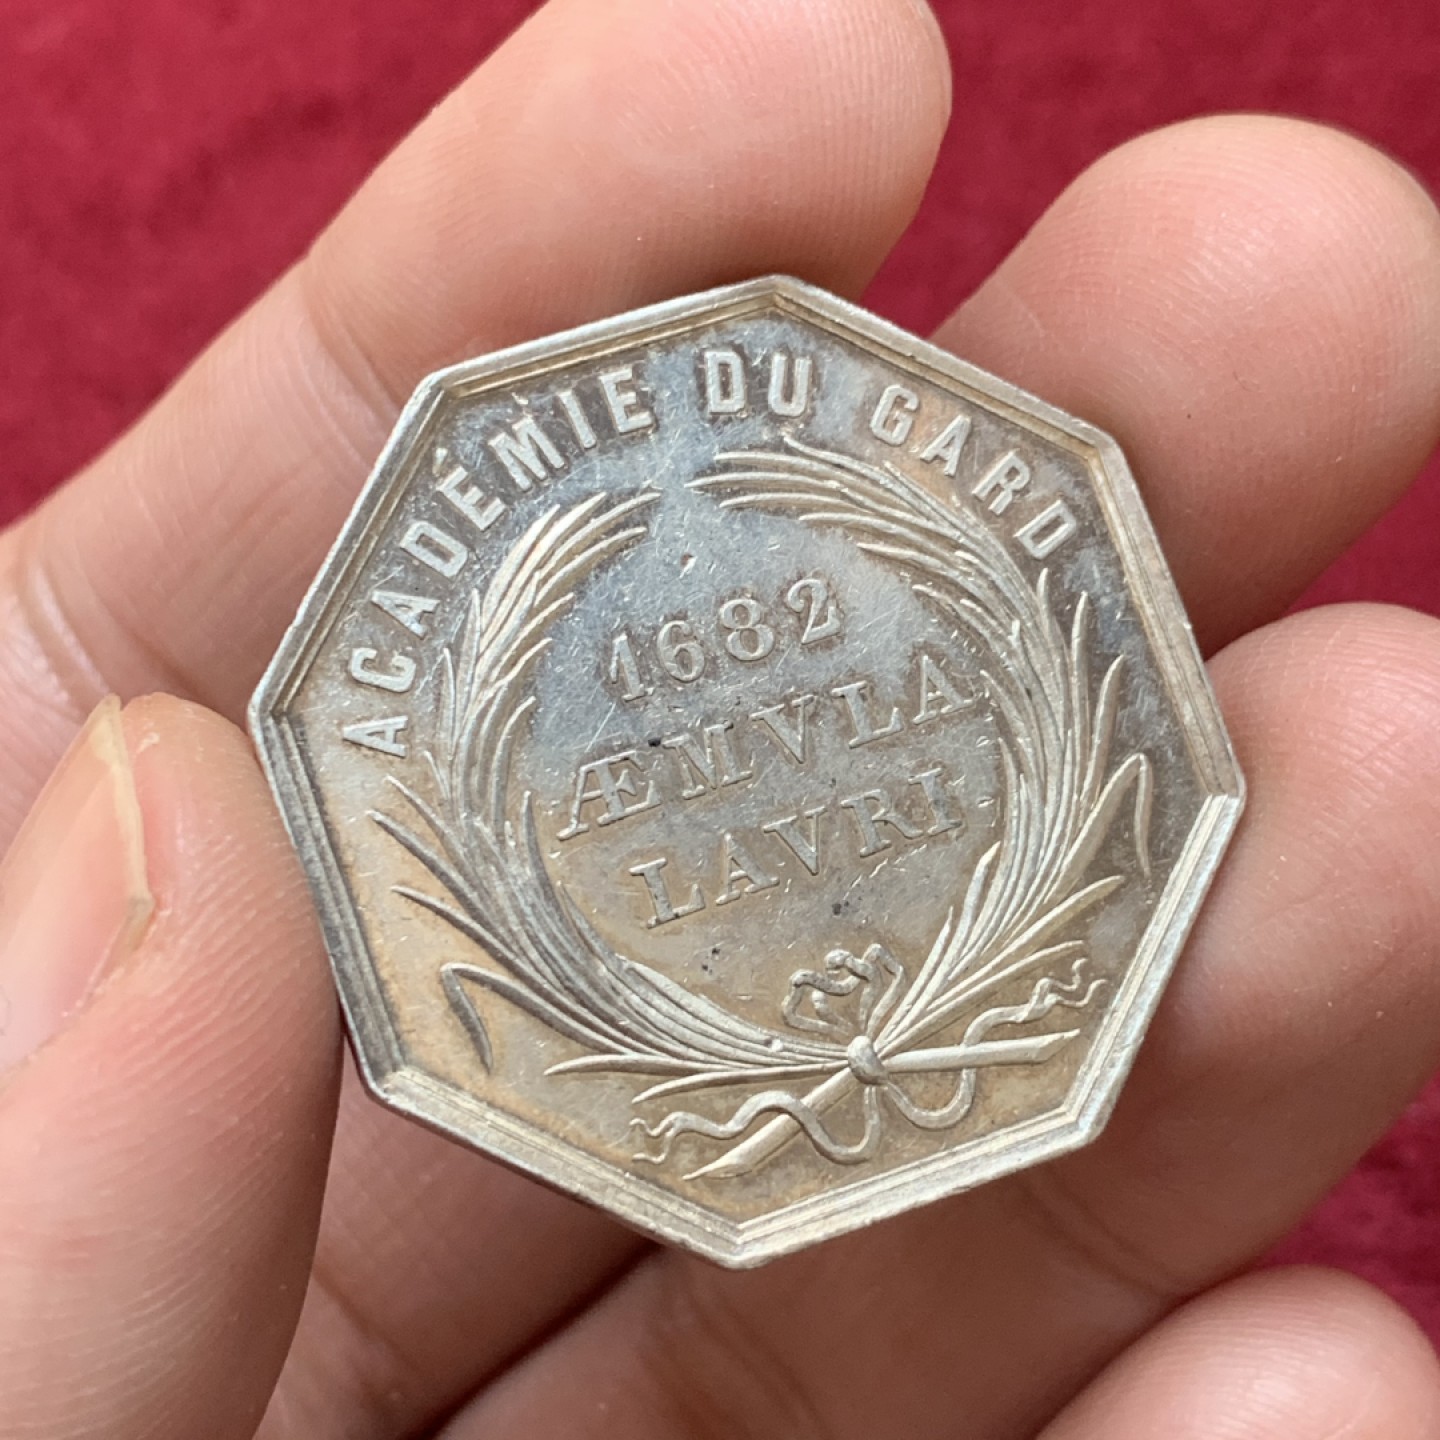 ACADÉMIE DU GARD
1682
ÆMVLA
LAVRI